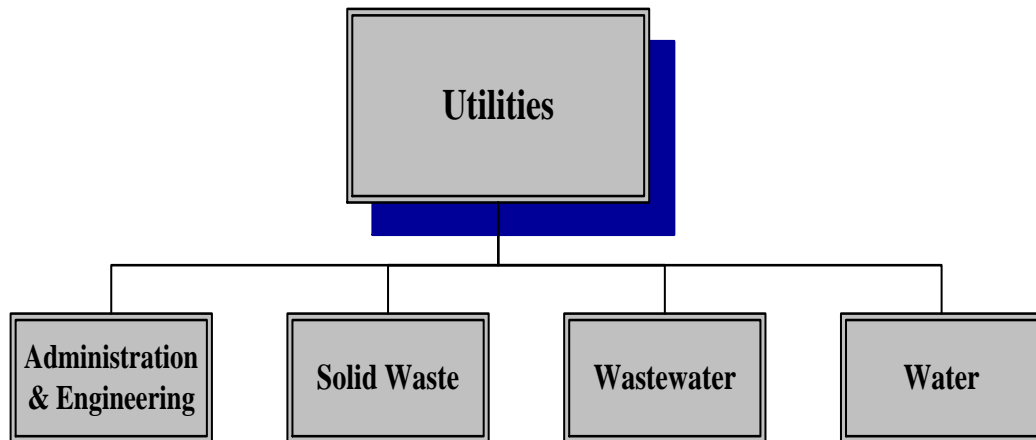 Utilities
Administration
& Engineering
Solid Waste
Wastewater
Water